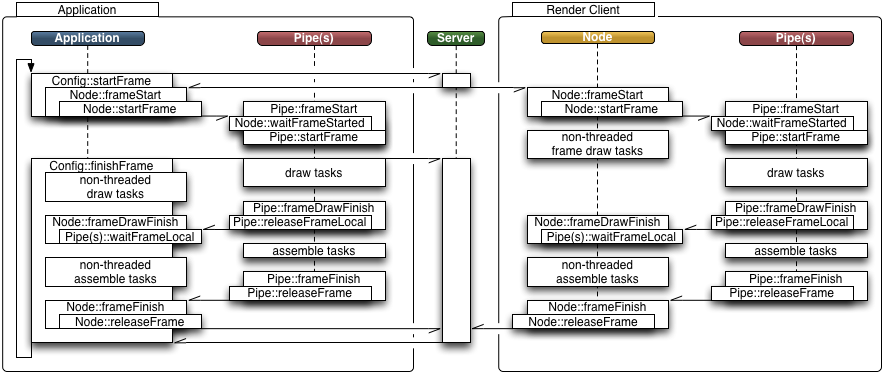 Application
Render Client
Application
Pipe(s)
Server
Node
Pipe(s)
Config::startFrame
Node::frameStart
Node::startFrame
Pipe::frameStart
Node::waitFrameStarted
Pipe::startFrame
Node::frameStart
Node::startFrame
Pipe::frameStart
Node::waitFrameStarted
Pipe::startFrame
non-threaded
frame draw tasks
Config::finishFrame
non-threaded
draw tasks
draw tasks
draw tasks
Node::frameDrawFinish
Pipe(s)::waitFrameLocal
Pipe::frameDrawFinish
Pipe::releaseFrameLocal
Node::frameDrawFinish
Pipe(s)::waitFrameLocal
Pipe::frameDrawFinish
Pipe::releaseFrameLocal
non-threaded
assemble tasks
assemble tasks
non-threaded
assemble tasks
assemble tasks
Pipe::frameFinish
Pipe::releaseFrame
Pipe::frameFinish
Pipe::releaseFrame
Node::frameFinish
Node::releaseFrame
Node::frameFinish
Node::releaseFrame